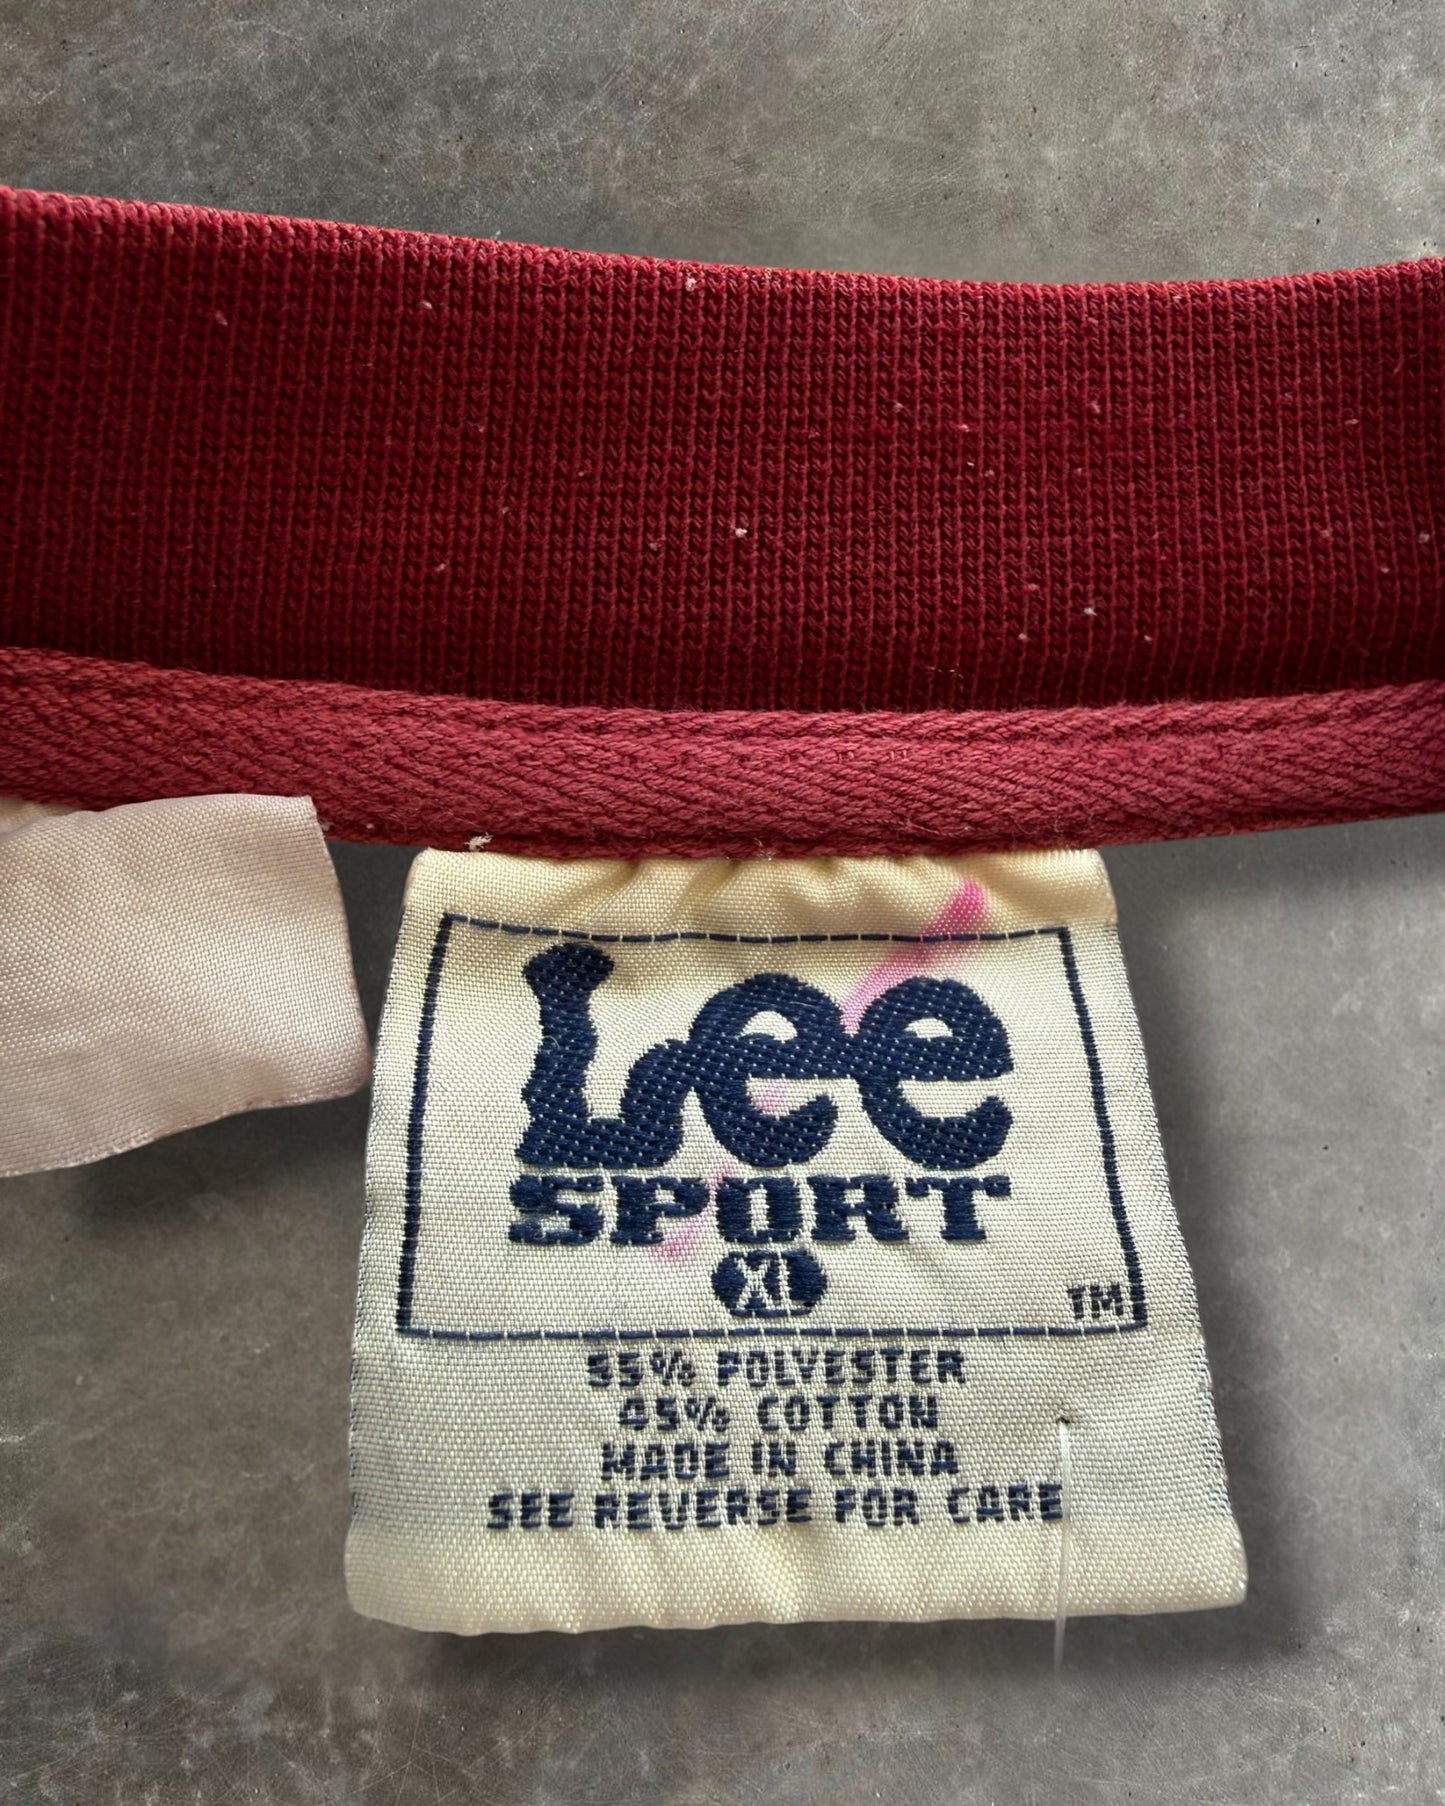 Lee
SPORT
XL
TM
55% POLYESTER
45% COTTON
MADE IN CHINA
SEE REVERSE FOR CARE